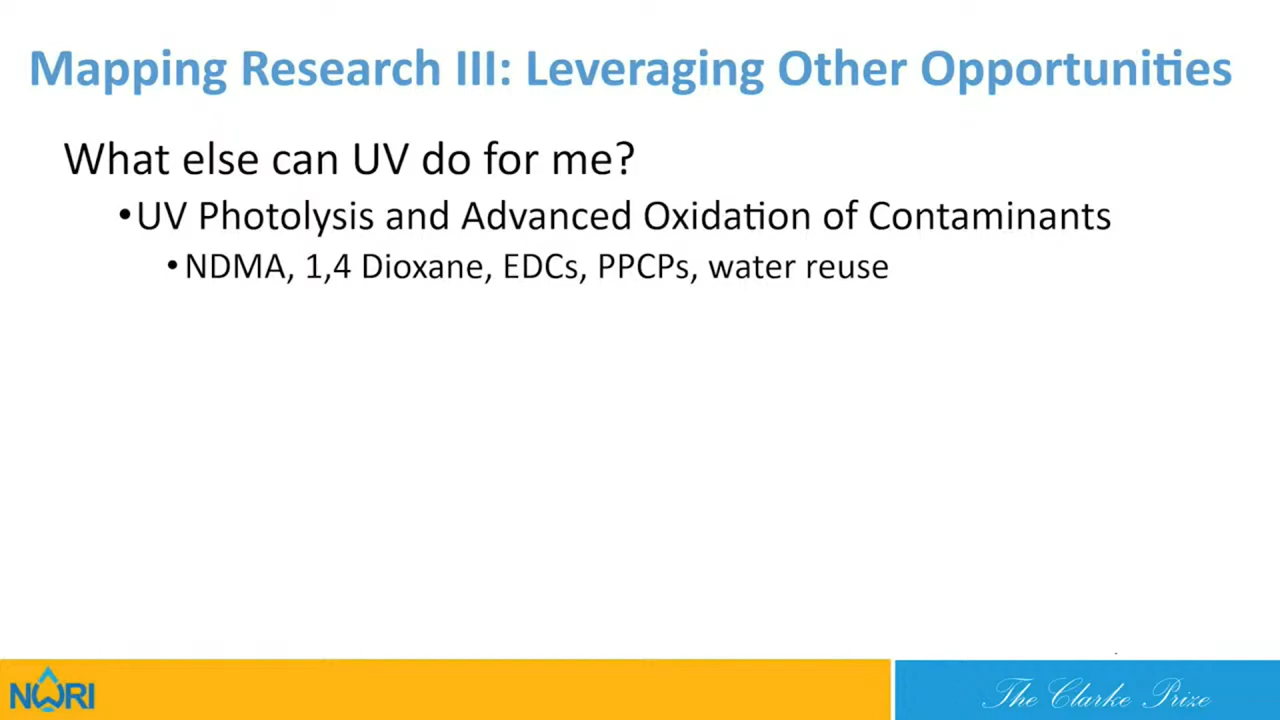 Mapping Research III: Leveraging Other Opportunities
What else can UV do for me?
•UV Photolysis and Advanced Oxidation of Contaminants
•NDMA, 1,4 Dioxane, EDCs, PPCPs, water reuse
NWRI
The Clarke Prize